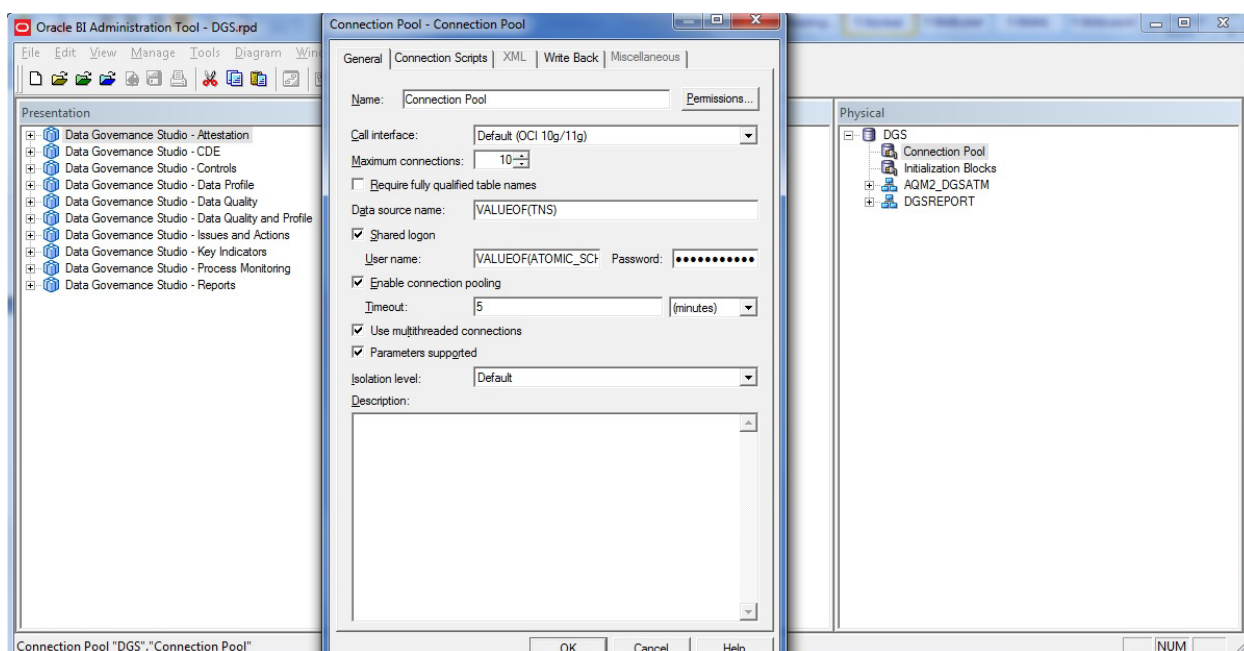 Oracle BI Administration Tool - DGS.rpd
File Edit View Manage Tools Diagram
Presentation
Data Governance Studio - Attestation
Data Governance Studio - CDE
Data Governance Studio - Controls
Data Governance Studio - Data Profile
Data Governance Studio - Data Quality
Data Governance Studio - Data Quality and Profile
Data Governance Studio - Issues and Actions
Data Governance Studio - Key Indicators
Data Governance Studio - Process Monitoring
Data Governance Studio - Reports
Connection Pool "DGS"."Connection Pool"
Connection Pool - Connection Pool
General Connection Scripts XML Write Back Miscellaneous
Name: Connection Pool Permissions...
Call interface: Default (OCI 10g/11g)
Maximum connections: 10
Require fully qualified table names
Data source name: VALUEOF(TNS)
Shared logon
User name: VALUEOF(ATOMIC_SCH Password: ●●●●●●●●●●●
Enable connection pooling
Timeout: 5 (minutes)
Use multithreaded connections
Parameters supported
Isolation level: Default
Description:
OK Cancel Help
Physical
DGS
Connection Pool
Initialization Blocks
AQM2_DGSATM
DGSREPORT
NUM